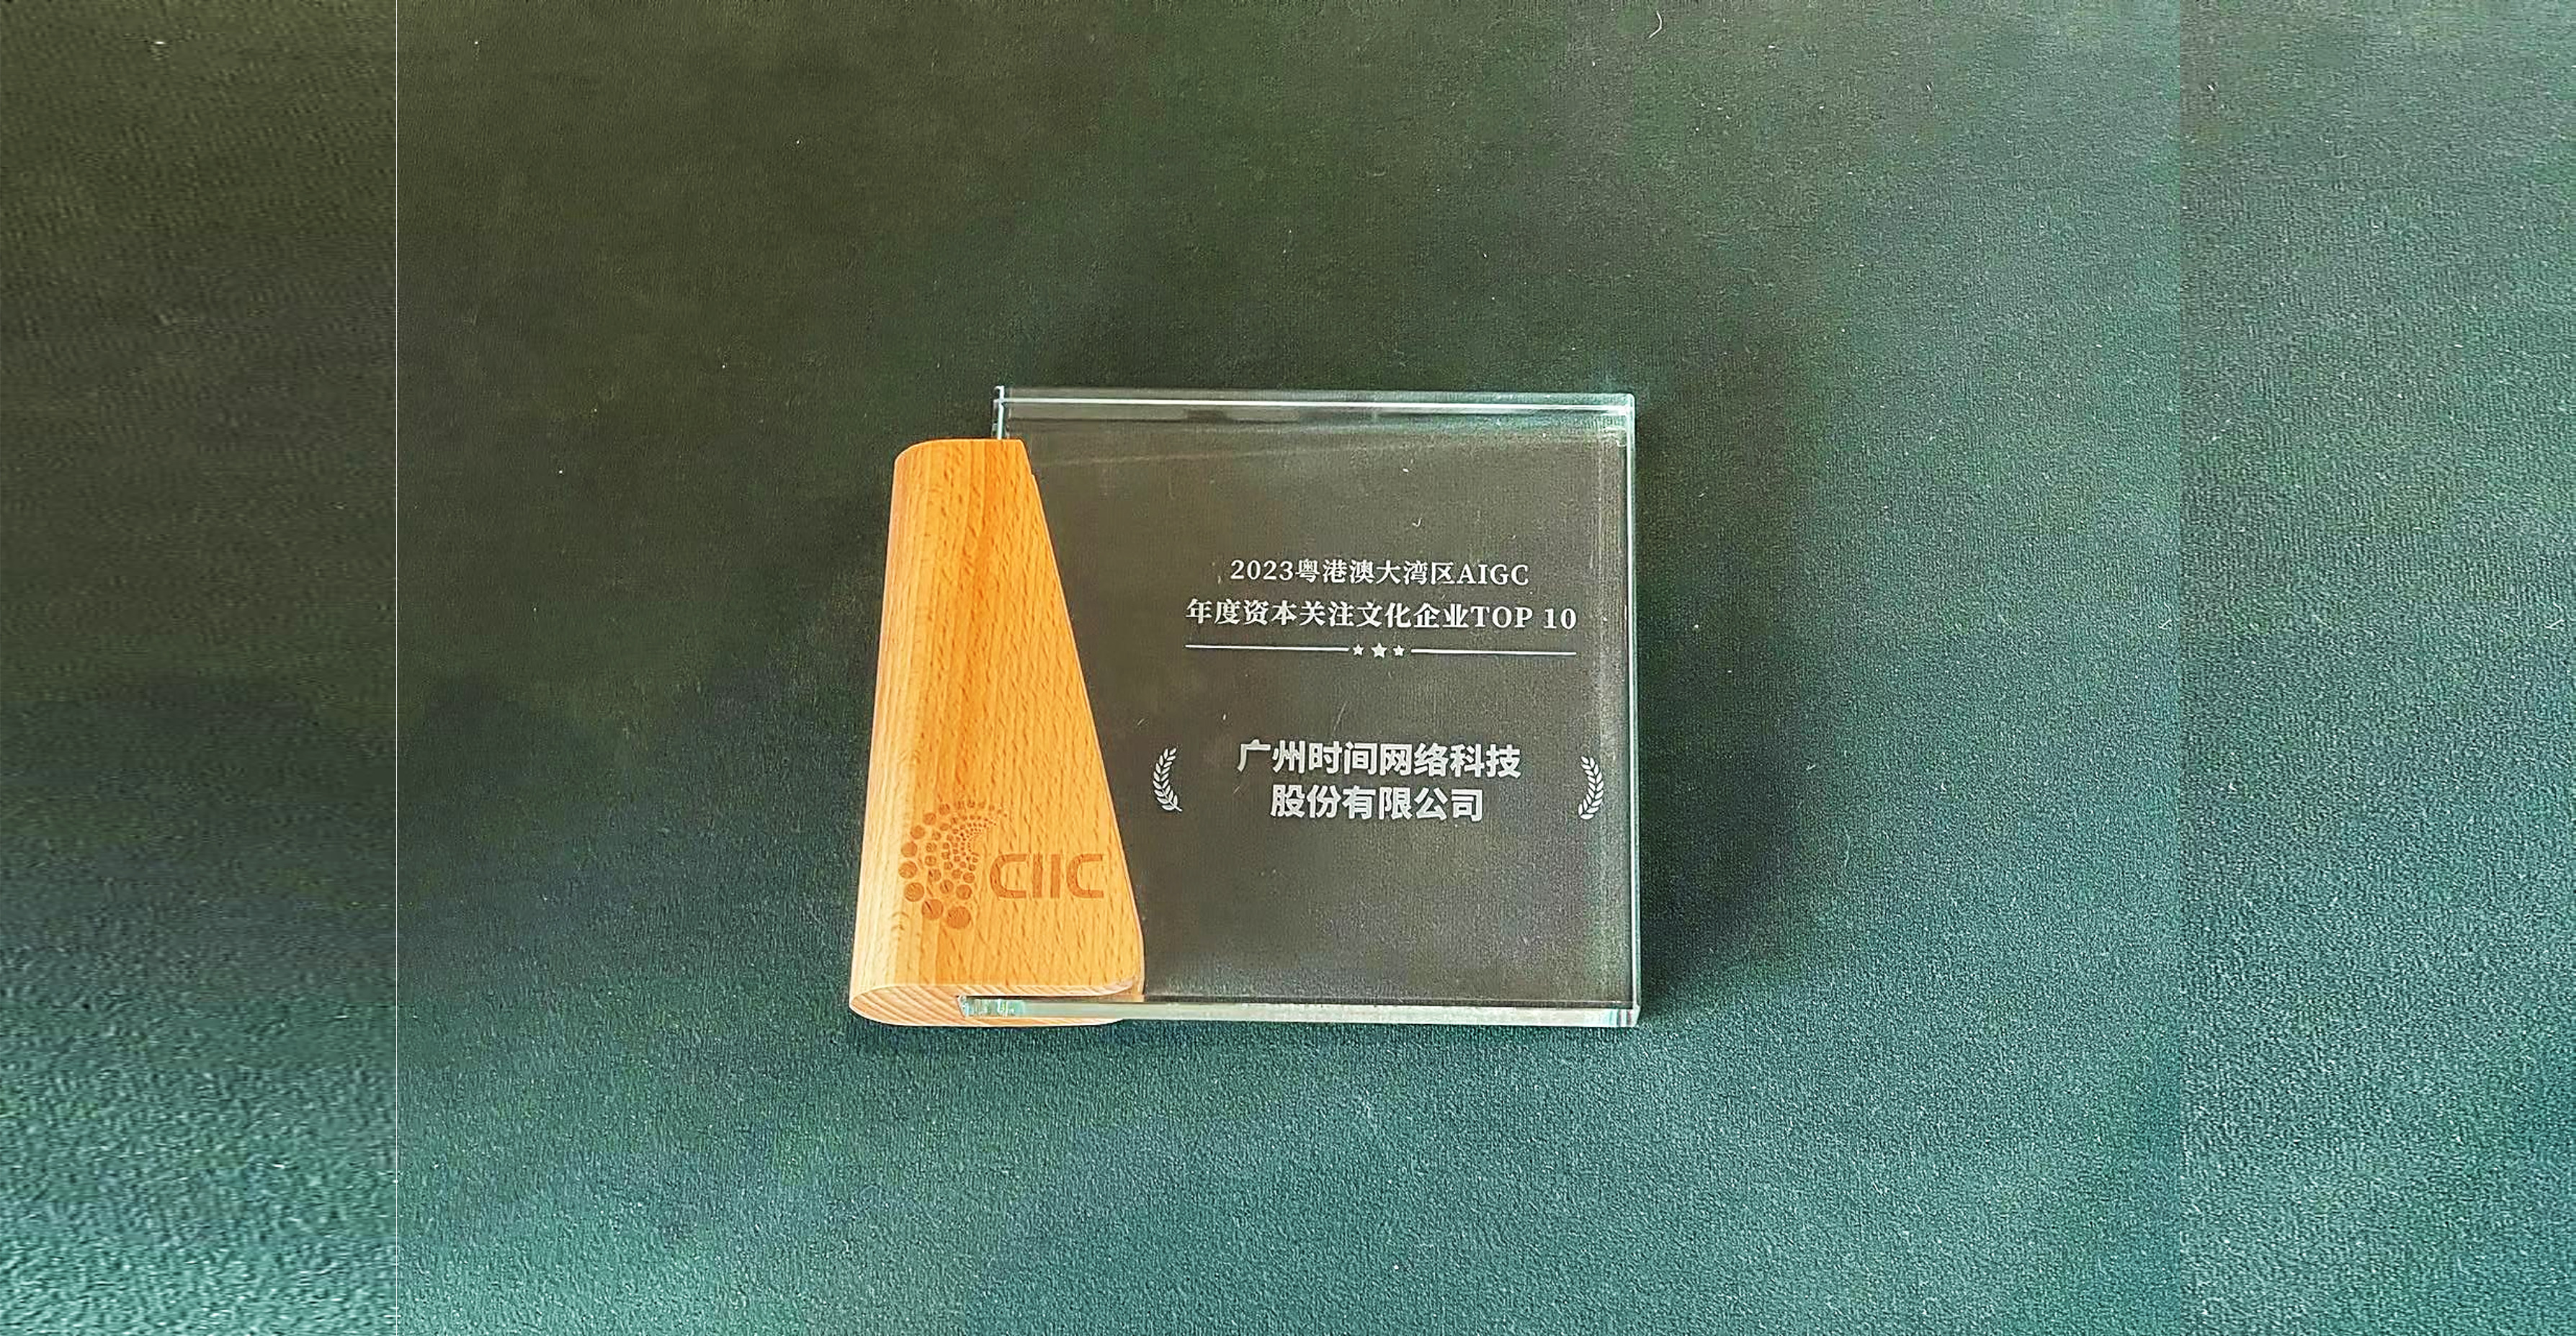 2023粤港澳大湾区AIGC
年度资本关注文化企业TOP 10
广州时间网络科技
股份有限公司
CIIC